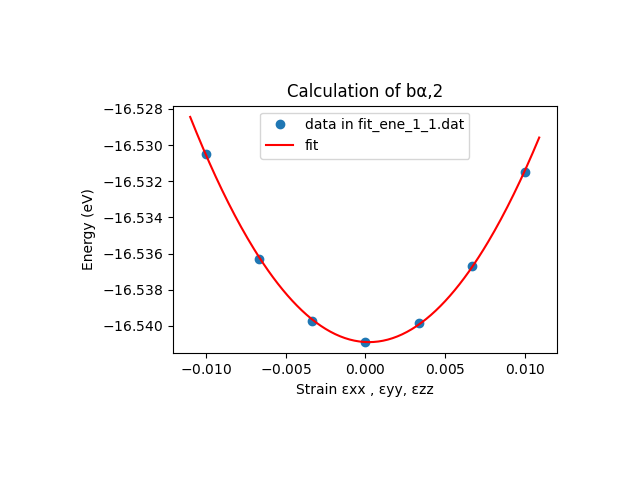 Calculation of bα,2
data in fit_ene_1_1.dat
fit
Energy (eV)
−16.528
−16.530
−16.532
−16.534
−16.536
−16.538
−16.540
−0.010
−0.005
0.000
0.005
0.010
Strain εxx , εyy, εzz